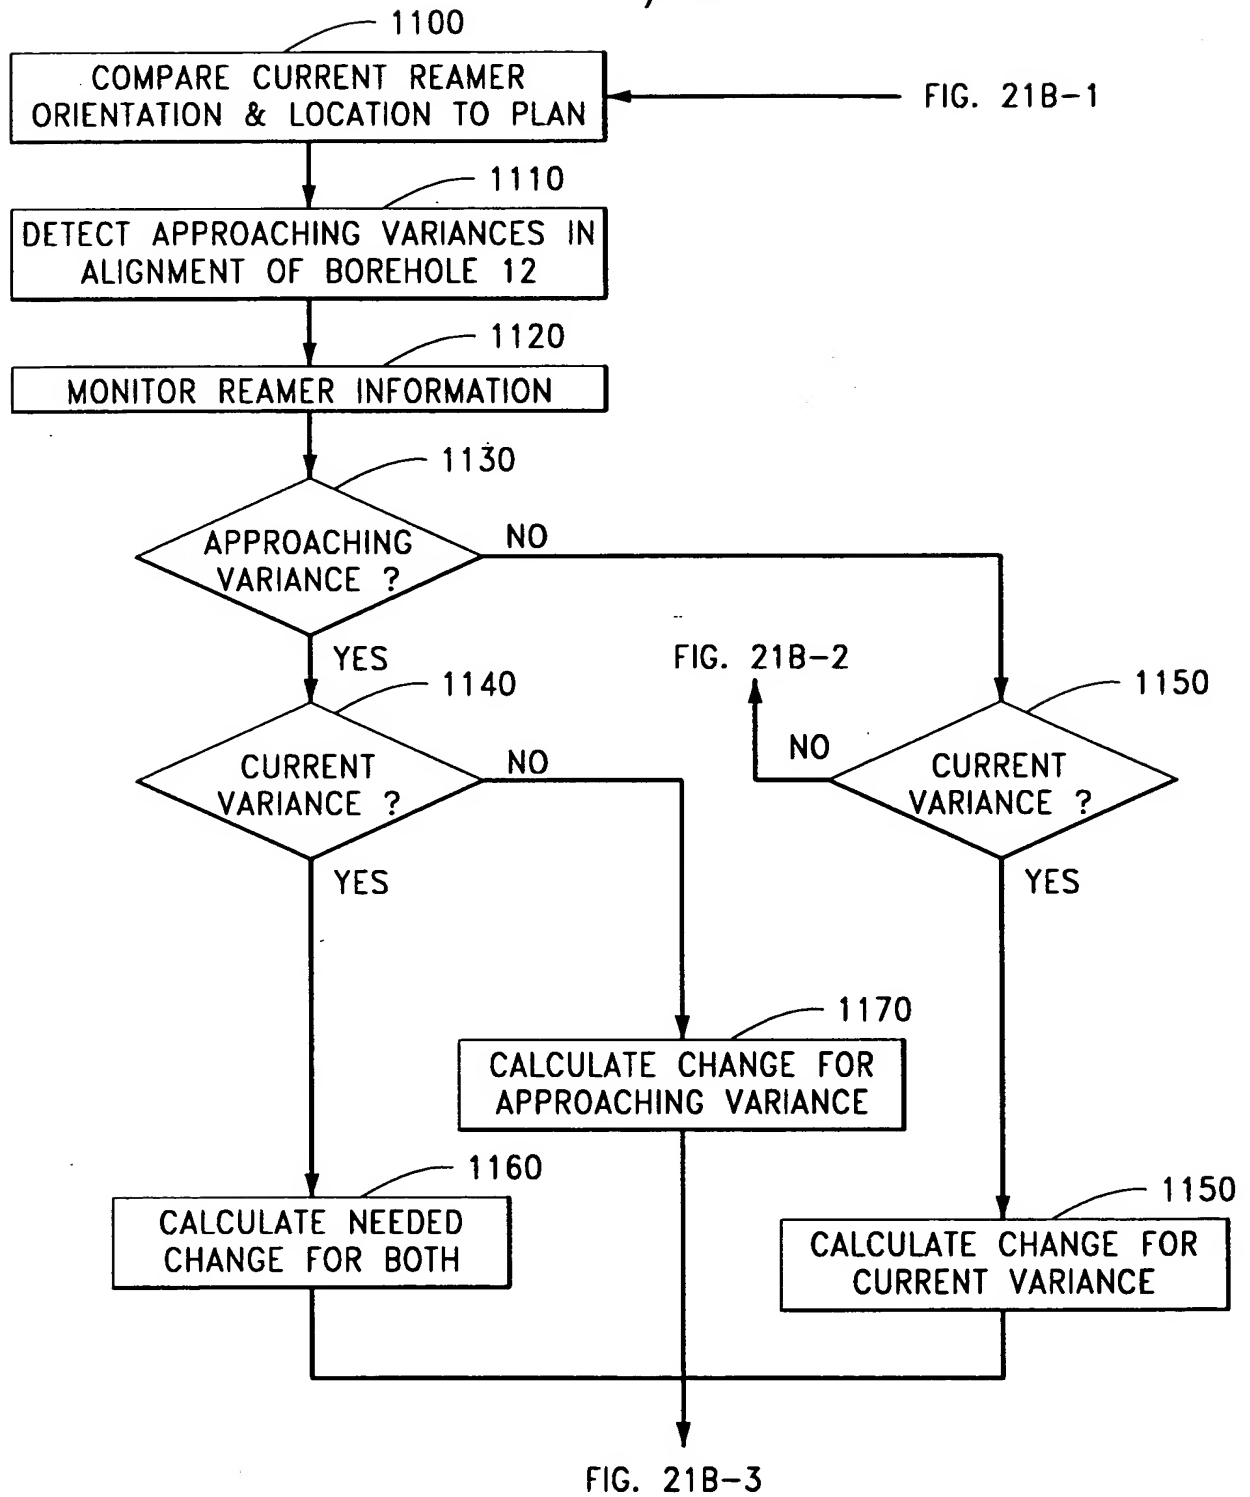 1100
COMPARE CURRENT REAMER
ORIENTATION & LOCATION TO PLAN
FIG. 21B-1
1110
DETECT APPROACHING VARIANCES IN
ALIGNMENT OF BOREHOLE 12
1120
MONITOR REAMER INFORMATION
1130
APPROACHING
VARIANCE ?
NO
YES
FIG. 21B-2
1140
CURRENT
VARIANCE ?
NO
YES
1150
NO
CURRENT
VARIANCE ?
YES
1170
CALCULATE CHANGE FOR
APPROACHING VARIANCE
1160
CALCULATE NEEDED
CHANGE FOR BOTH
1150
CALCULATE CHANGE FOR
CURRENT VARIANCE
FIG. 21B-3